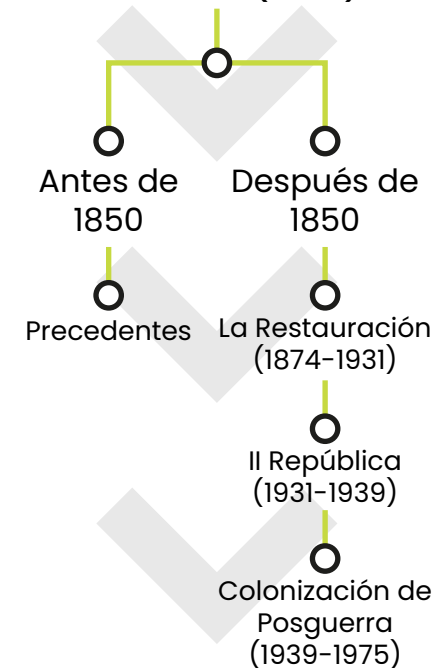 Antes de
1850
Después de
1850
Precedentes
La Restauración
(1874-1931)
II República
(1931-1939)
Colonización de
Posguerra
(1939-1975)